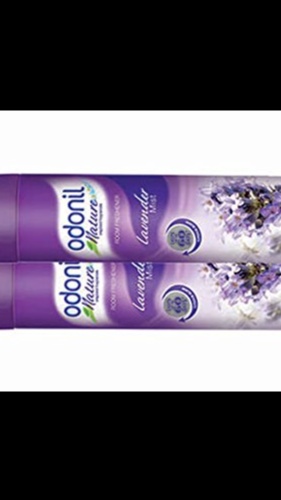 odonil
Nature
ROOM FRESHENER
lavender
Mist
odonil
Nature
ROOM FRESHENER
lavender
Mist